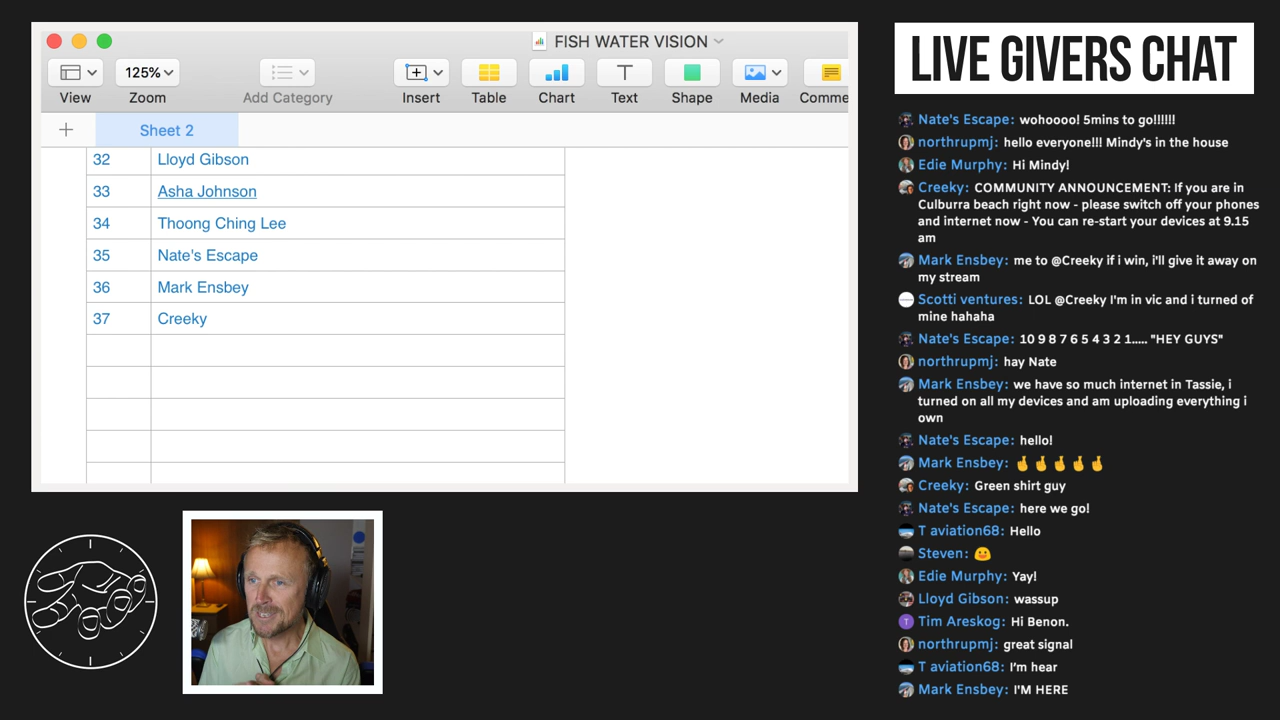 FISH WATER VISION
125%
View
Zoom
Add Category
Insert
Table
Chart
Text
Shape
Media
Comme
Sheet 2
32 Lloyd Gibson
33 Asha Johnson
34 Thoong Ching Lee
35 Nate's Escape
36 Mark Ensbey
37 Creeky
LIVE GIVERS CHAT
Nate's Escape: wohoooo! 5mins to go!!!!!!
northrupmj: hello everyone!!! Mindy's in the house
Edie Murphy: Hi Mindy!
Creeky: COMMUNITY ANNOUNCEMENT: If you are in
Culburra beach right now - please switch off your phones
and internet now - You can re-start your devices at 9.15
am
Mark Ensbey: me to @Creeky if i win, i'll give it away on
my stream
Scotti ventures: LOL @Creeky I'm in vic and i turned of
mine hahaha
Nate's Escape: 10 9 8 7 6 5 4 3 2 1..... "HEY GUYS"
northrupmj: hay Nate
Mark Ensbey: we have so much internet in Tassie, i
turned on all my devices and am uploading everything i
own
Nate's Escape: hello!
Mark Ensbey: 🤞🤞🤞🤞🤞
Creeky: Green shirt guy
Nate's Escape: here we go!
T aviation68: Hello
Steven: 😛
Edie Murphy: Yay!
Lloyd Gibson: wassup
T
Tim Areskog: Hi Benon.
northrupmj: great signal
T aviation68: I'm hear
Mark Ensbey: I'M HERE